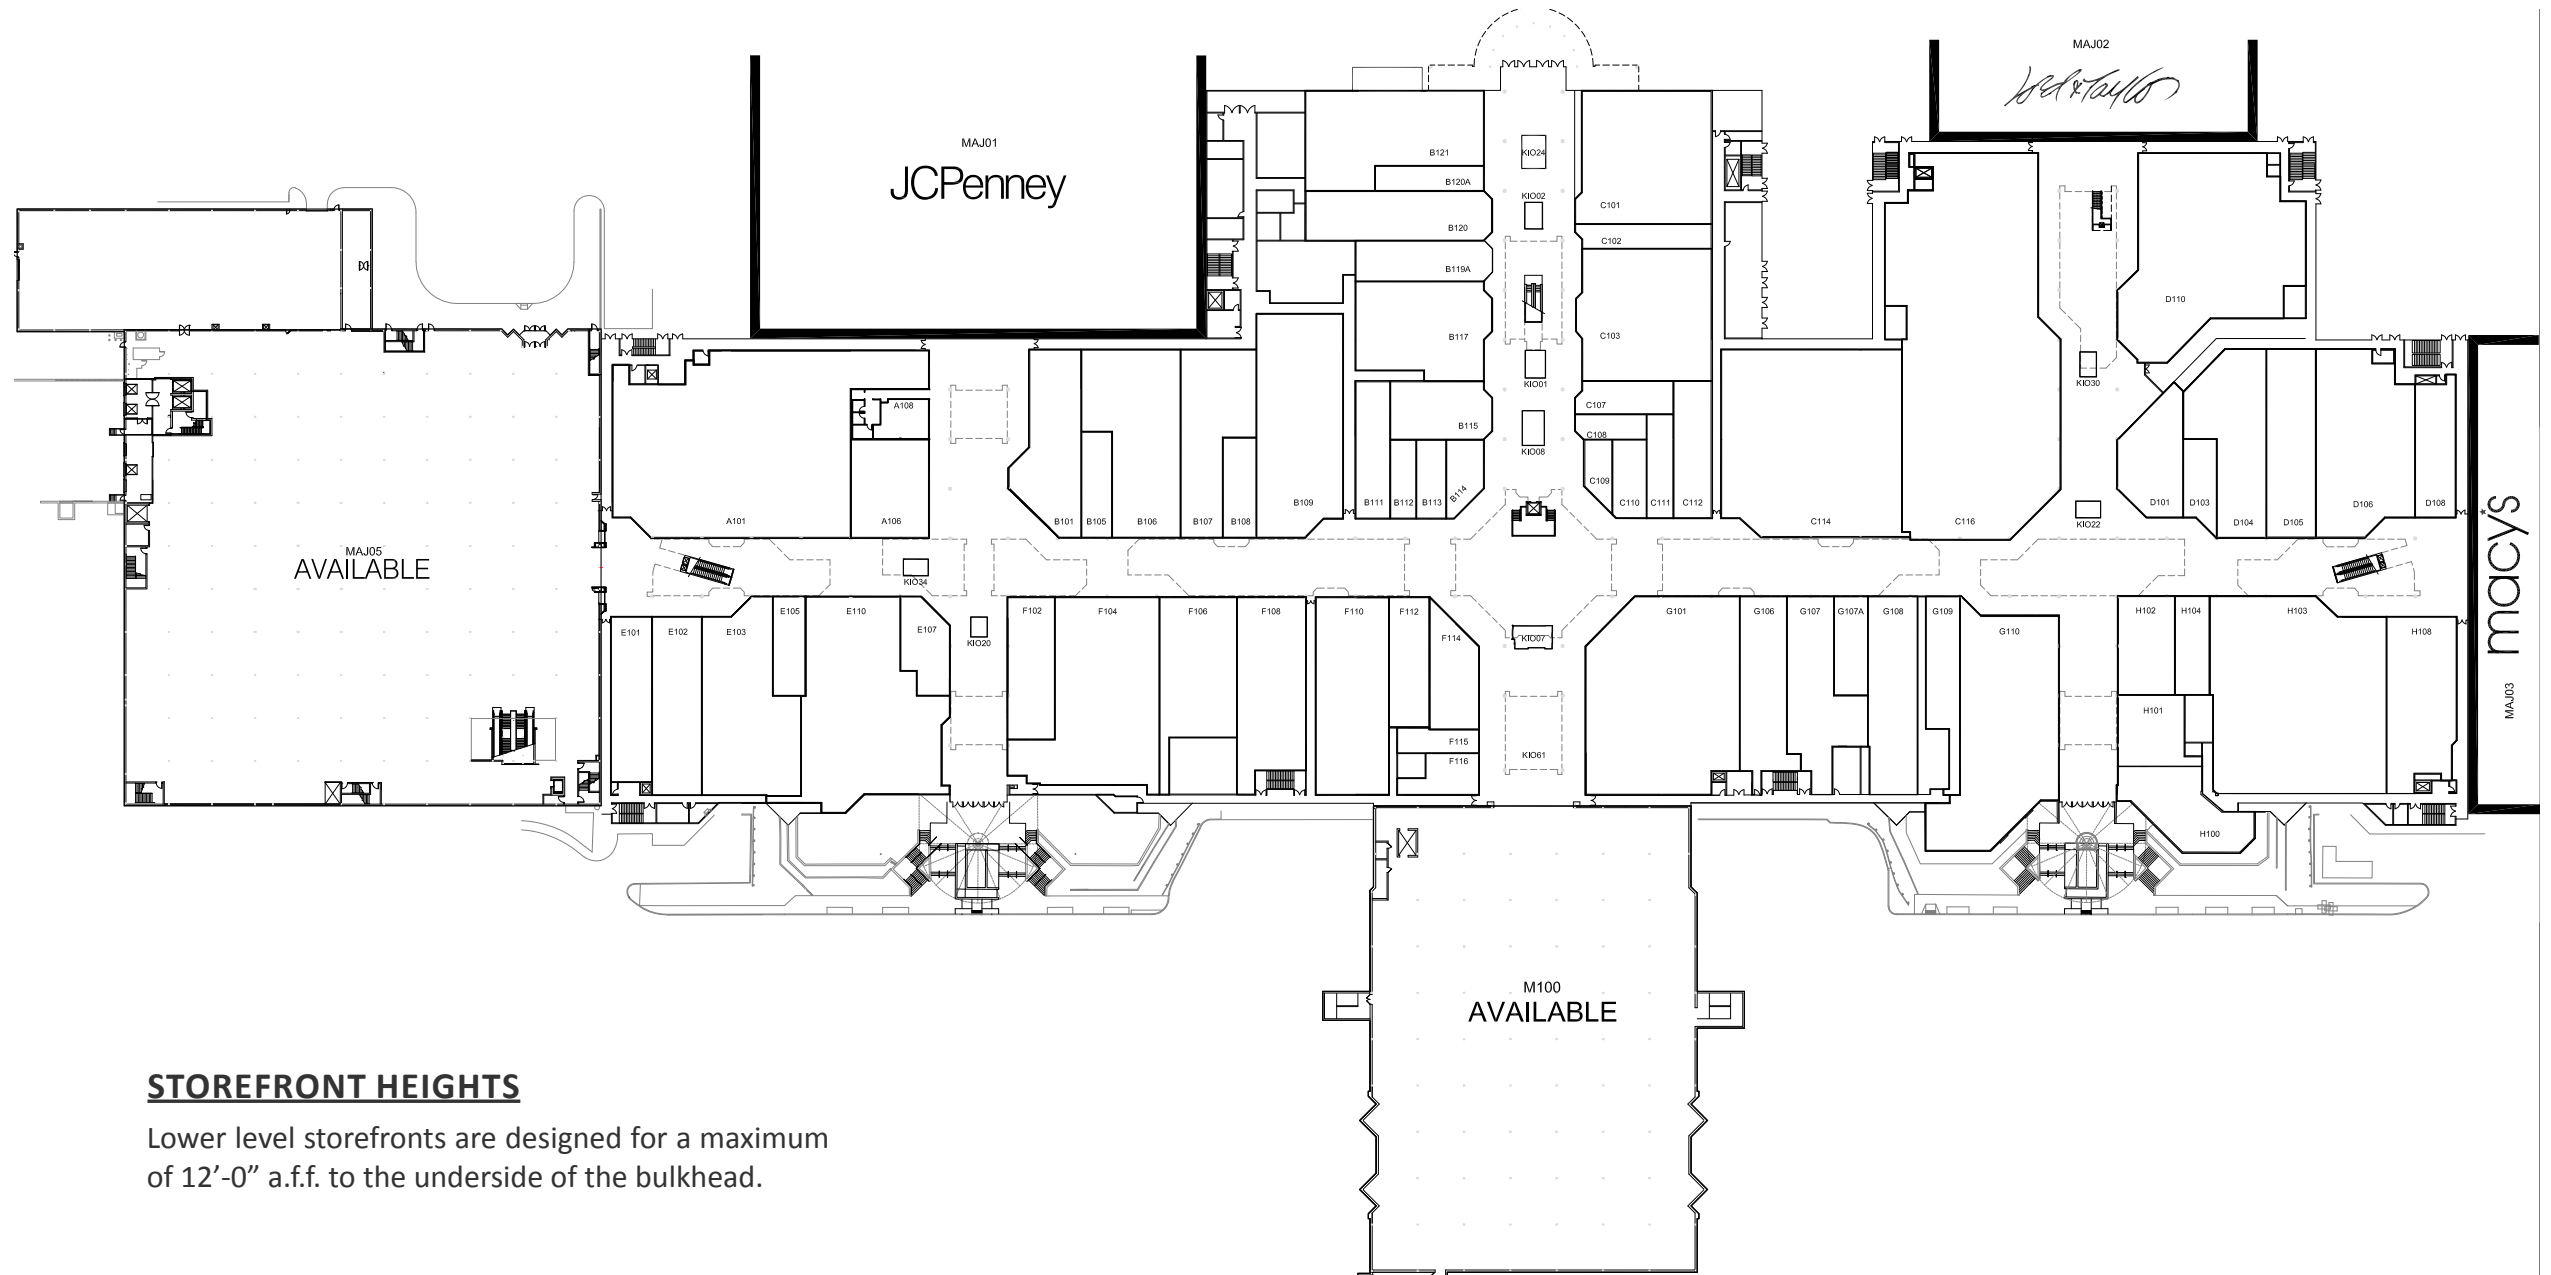 MAJ02
Lord & Taylor
MAJ01
JCPenney
B121
KIO24
B120A
KIO02
C101
B120
C102
B119A
D110
B117
C103
KIO01
KIO30
A108
C107
B115
C108
KIO08
C109
B114
B111
B112
B113
B109
C110
C111
C112
D101
D103
D106
D108
A101
A106
B101
B105
B106
B107
B108
C114
C116
KIO22
D104
D105
MAJ05
AVAILABLE
KIO34
macy*s
MAJ03
E101
E102
E103
E105
E110
E107
KIO20
F102
F104
F106
F108
F110
F112
F114
KIO07
G101
G106
G107
G107A
G108
G109
G110
H102
H104
H103
H108
H101
F115
F116
KIO61
H100
M100
AVAILABLE
STOREFRONT HEIGHTS
Lower level storefronts are designed for a maximum
of 12’-0” a.f.f. to the underside of the bulkhead.